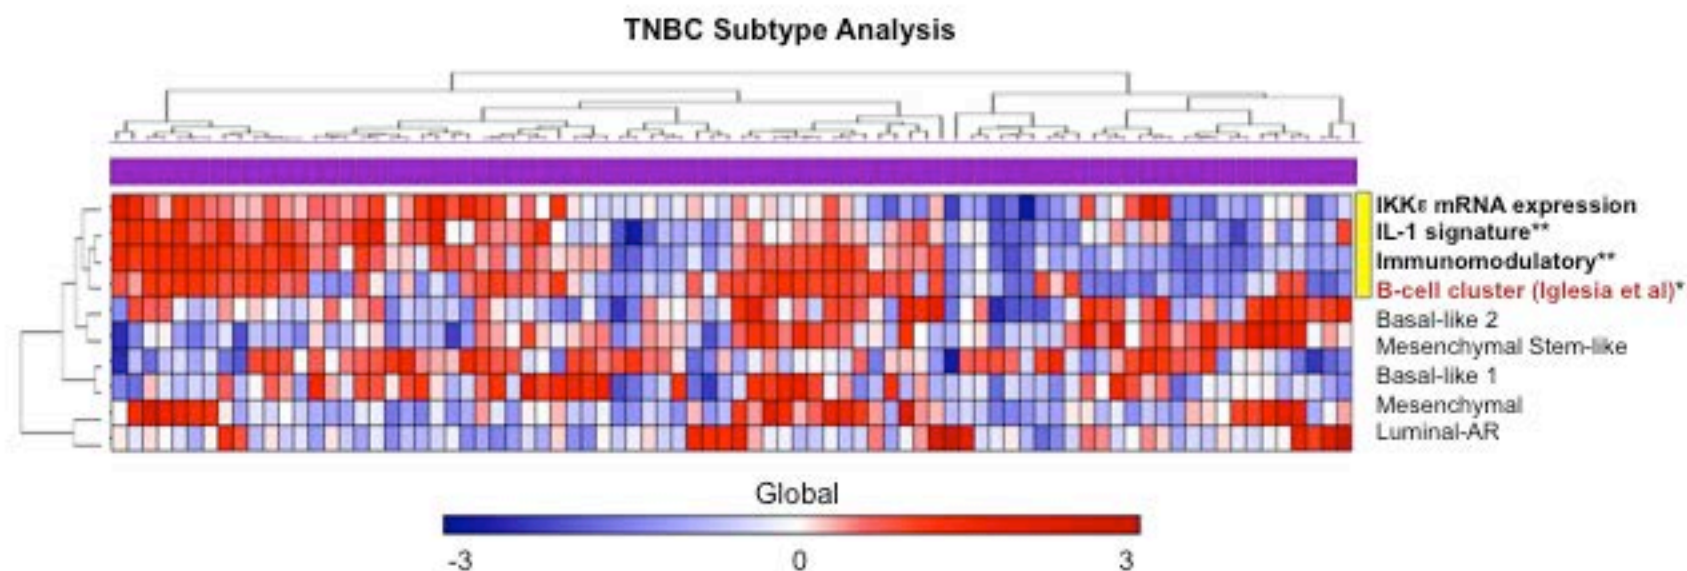 TNBC Subtype Analysis
IKKε mRNA expression
IL-1 signature**
Immunomodulatory**
B-cell cluster (Iglesia et al)*
Basal-like 2
Mesenchymal Stem-like
Basal-like 1
Mesenchymal
Luminal-AR
Global
-3 0 3